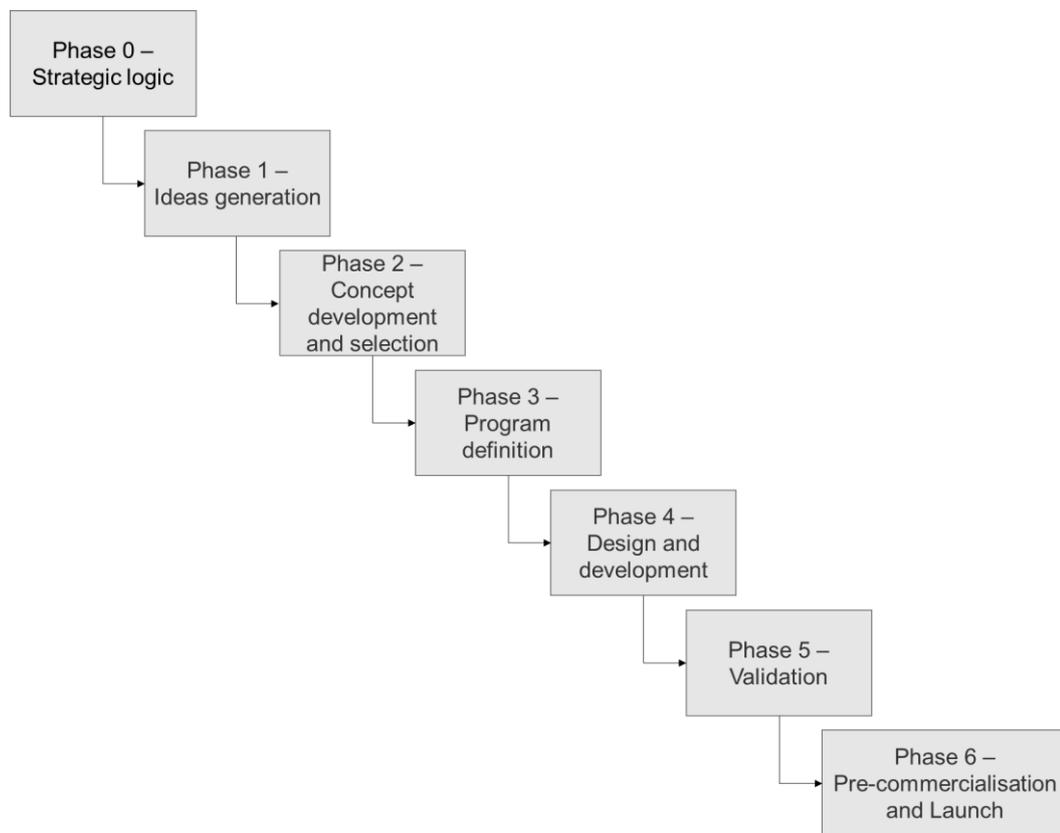 Phase 0 –
Strategic logic
Phase 1 –
Ideas generation
Phase 2 –
Concept
development
and selection
Phase 3 –
Program
definition
Phase 4 –
Design and
development
Phase 5 –
Validation
Phase 6 –
Pre-commercialisation
and Launch